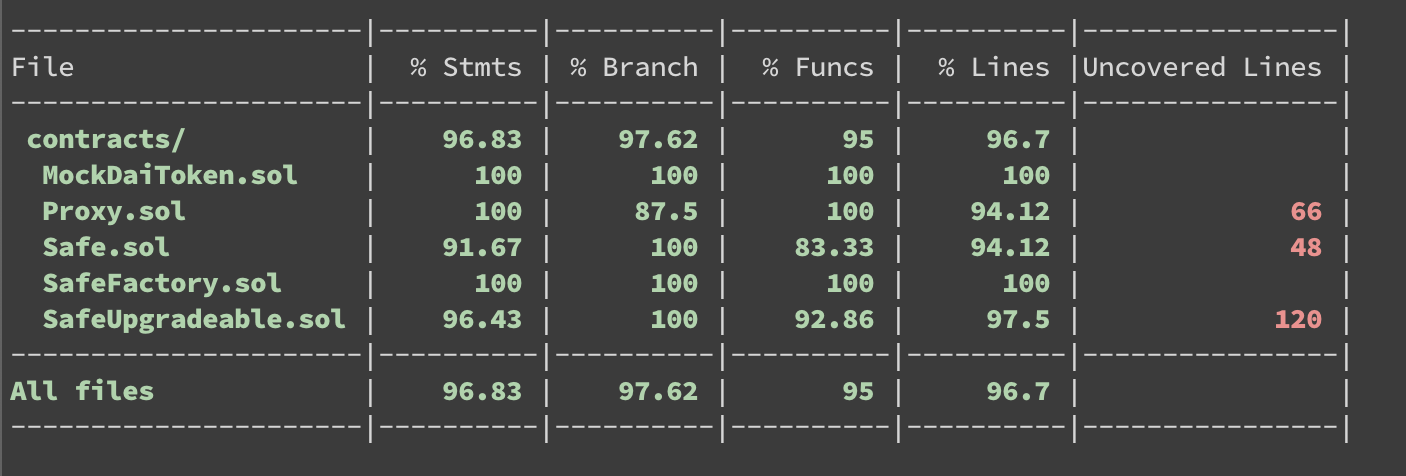 ----------------------|----------|----------|----------|----------|----------------|
File                  |  % Stmts | % Branch |  % Funcs |  % Lines |Uncovered Lines |
----------------------|----------|----------|----------|----------|----------------|
 contracts/           |    96.83 |    97.62 |       95 |     96.7 |                |
  MockDaiToken.sol    |      100 |      100 |      100 |      100 |                |
  Proxy.sol           |      100 |     87.5 |      100 |    94.12 |             66 |
  Safe.sol            |    91.67 |      100 |    83.33 |    94.12 |             48 |
  SafeFactory.sol     |      100 |      100 |      100 |      100 |                |
  SafeUpgradeable.sol |    96.43 |      100 |    92.86 |     97.5 |            120 |
----------------------|----------|----------|----------|----------|----------------|
All files             |    96.83 |    97.62 |       95 |     96.7 |                |
----------------------|----------|----------|----------|----------|----------------|